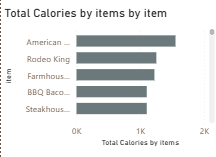 Total Calories by items by item
American ...
Rodeo King
Farmhous...
BBQ Baco...
Steakhous...
item
0K
1K
2K
Total Calories by items